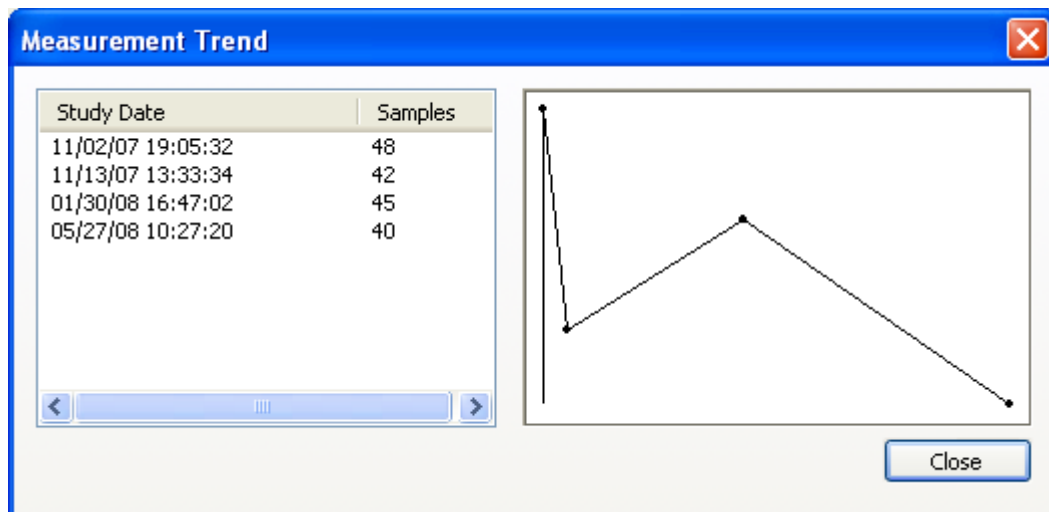 Measurement Trend
Study Date Samples
11/02/07 19:05:32 48
11/13/07 13:33:34 42
01/30/08 16:47:02 45
05/27/08 10:27:20 40
Close